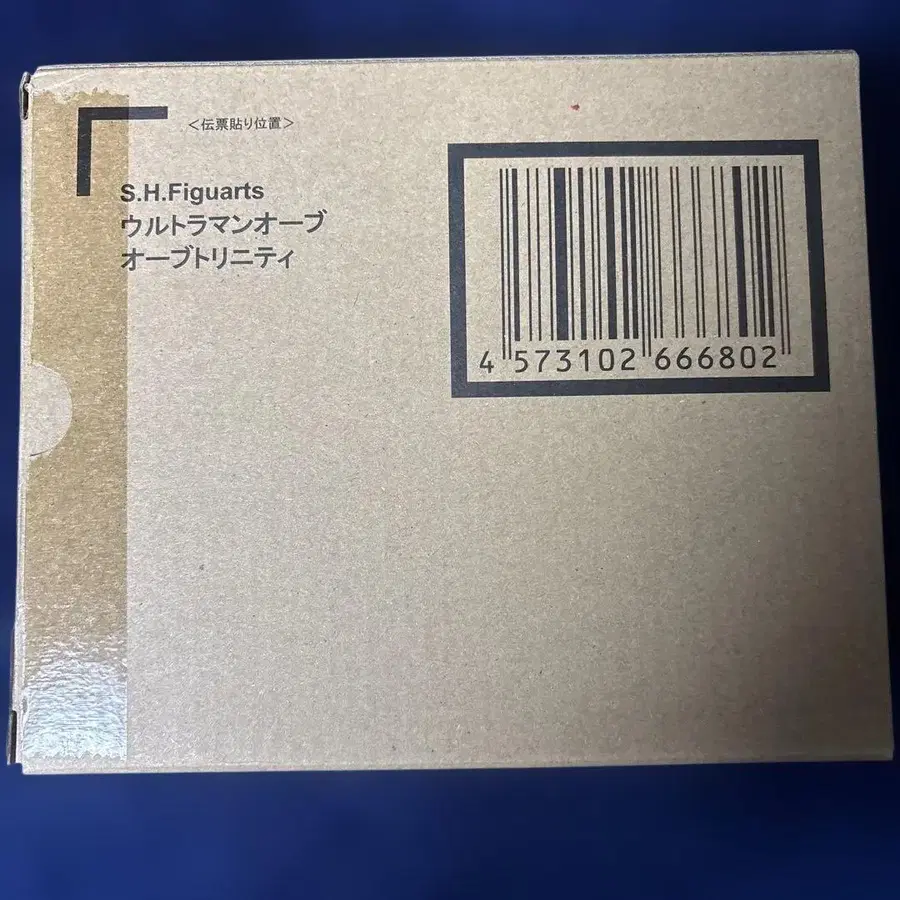 <伝票貼り位置>
S.H.Figuarts
ウルトラマンオーブ
オーブトリニティ
4 573102 666802